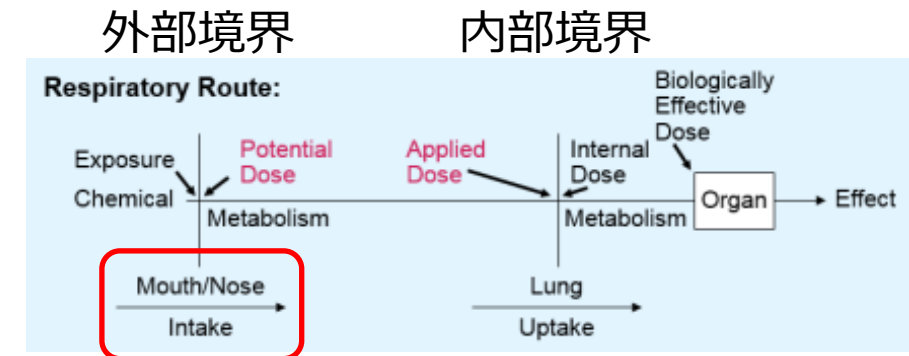 外部境界
内部境界
Respiratory Route:
Biologically
Effective
Dose
Exposure
Chemical
Potential
Dose
Applied
Dose
Internal
Dose
Metabolism
Metabolism
Organ
Effect
Mouth/Nose
Intake
Lung
Uptake